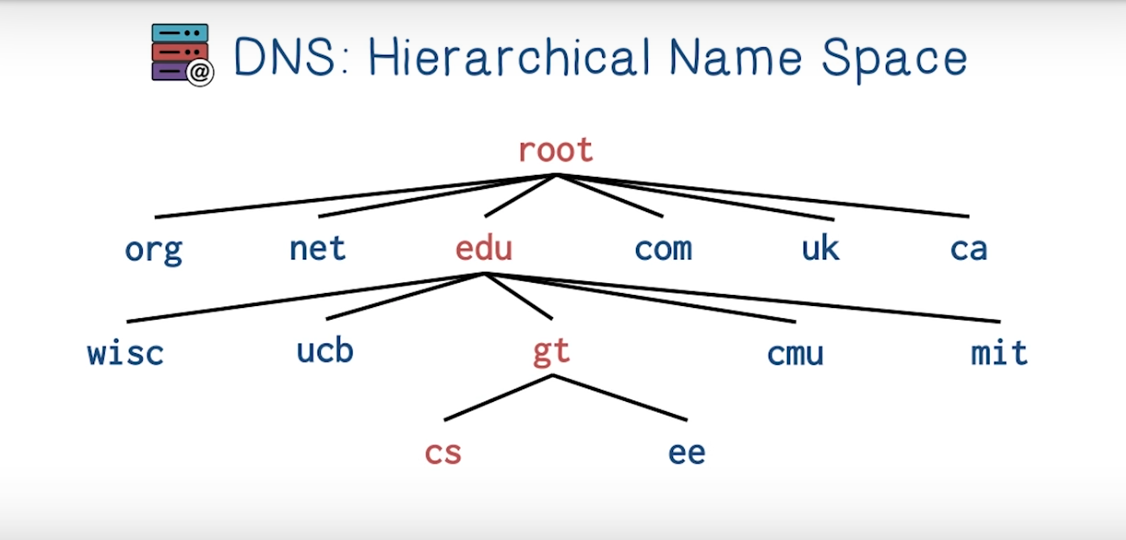 @
DNS: Hierarchical Name Space
root
org net edu com uk ca
wisc ucb gt cmu mit
cs ee